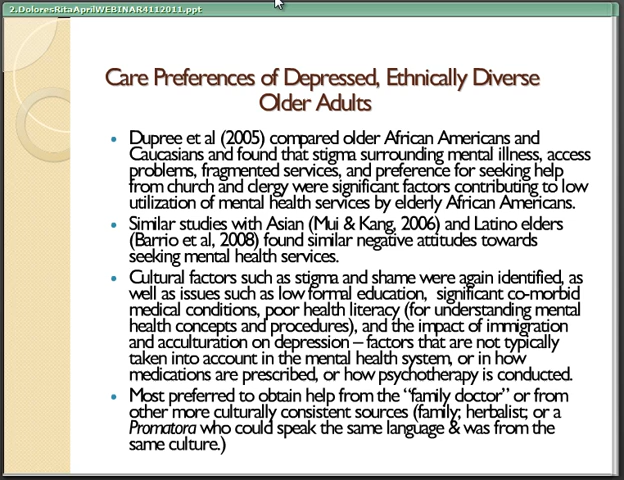 2.DoloresRitaAprilWEBINAR4112011.ppt
Care Preferences of Depressed, Ethnically Diverse
Older Adults
• Dupree et al (2005) compared older African Americans and
Caucasians and found that stigma surrounding mental illness, access
problems, fragmented services, and preference for seeking help
from church and clergy were significant factors contributing to low
utilization of mental health services by elderly African Americans.
• Similar studies with Asian (Mui & Kang, 2006) and Latino elders
(Barrio et al, 2008) found similar negative attitudes towards
seeking mental health services.
• Cultural factors such as stigma and shame were again identified, as
well as issues such as low formal education, significant co-morbid
medical conditions, poor health literacy (for understanding mental
health concepts and procedures), and the impact of immigration
and acculturation on depression – factors that are not typically
taken into account in the mental health system, or in how
medications are prescribed, or how psychotherapy is conducted.
• Most preferred to obtain help from the “family doctor” or from
other more culturally consistent sources (family; herbalist; or a
Promatora who could speak the same language & was from the
same culture.)